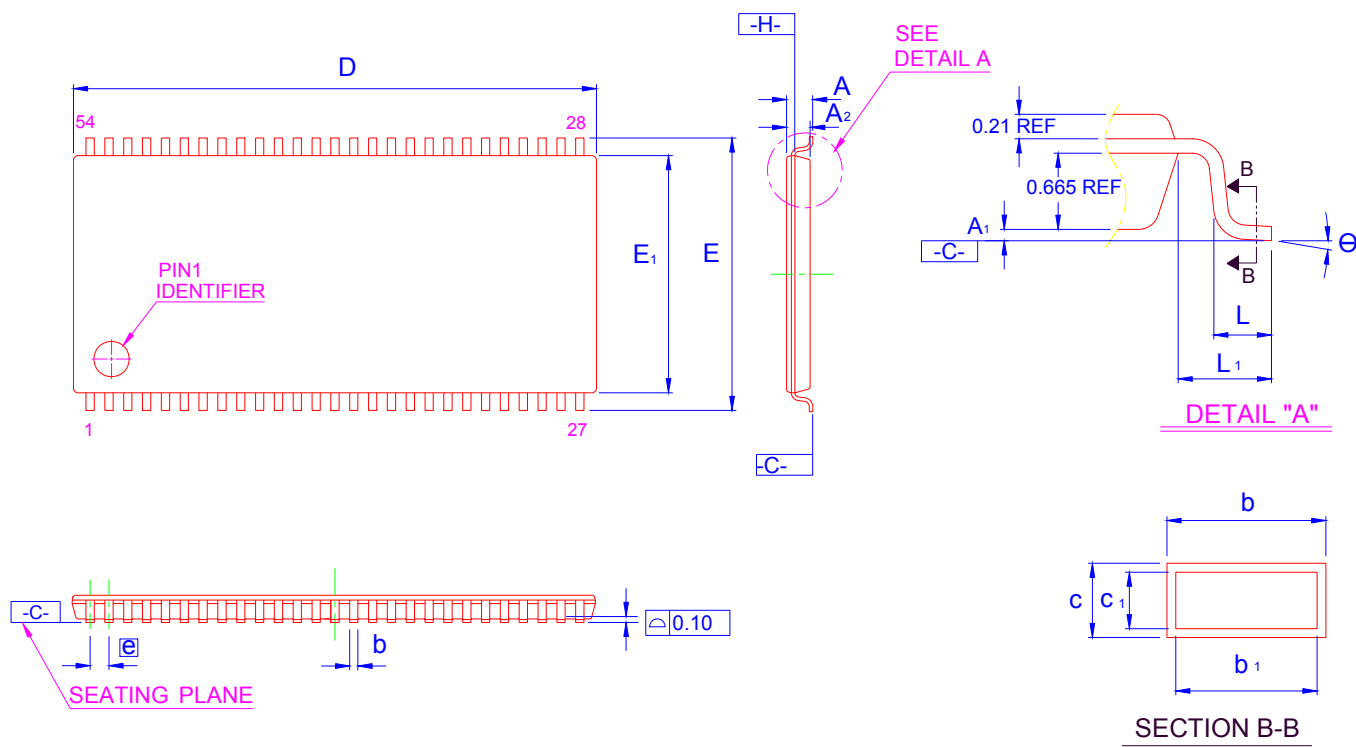 -H-
SEE
DETAIL A
D
A
A2
54
28
0.21 REF
B
0.665 REF
E1
E
A1
-C-
Θ
B
PIN1
IDENTIFIER
L
L1
1
27
DETAIL "A"
-C-
b
-C-
0.10
c
c1
e
b
b1
SEATING PLANE
SECTION B-B